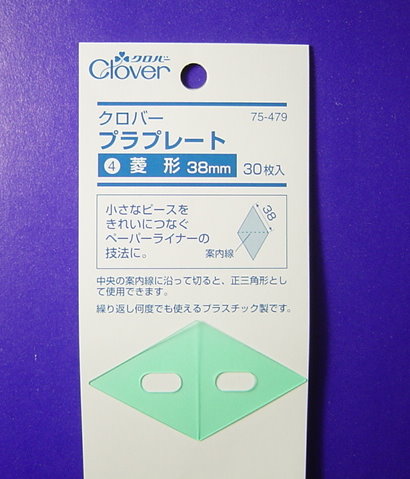 クロバー
Clover
クロバー 75-479
プラプレート
4 菱形 38mm 30枚入
小さなピースを
きれいにつなぐ
ペーパーライナーの
技法に。
38
案内線
中央の案内線に沿って切ると、正三角形とし
て使用できます。
繰り返し何度でも使えるプラスチック製です。